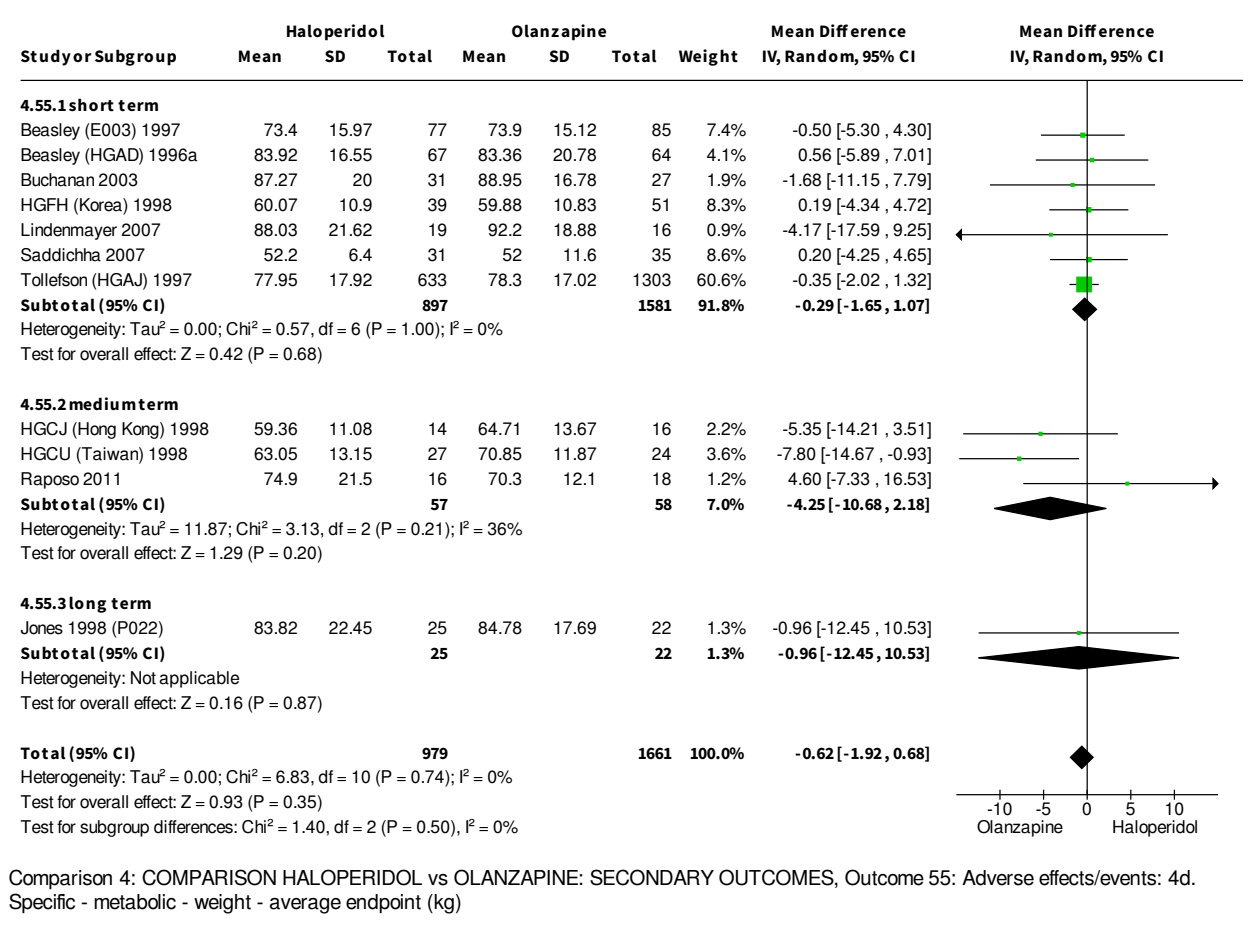 Haloperidol Olanzapine Mean Difference Mean Difference
Study or Subgroup Mean SD Total Mean SD Total Weight IV, Random, 95% CI IV, Random, 95% CI
4.55.1 short term
Beasley (E003) 1997 73.4 15.97 77 73.9 15.12 85 7.4% -0.50 [-5.30 , 4.30]
Beasley (HGAD) 1996a 83.92 16.55 67 83.36 20.78 64 4.1% 0.56 [-5.89 , 7.01]
Buchanan 2003 87.27 20 31 88.95 16.78 27 1.9% -1.68 [-11.15 , 7.79]
HGFH (Korea) 1998 60.07 10.9 39 59.88 10.83 51 8.3% 0.19 [-4.34 , 4.72]
Lindenmayer 2007 88.03 21.62 19 92.2 18.88 16 0.9% -4.17 [-17.59 , 9.25]
Saddichha 2007 52.2 6.4 31 52 11.6 35 8.6% 0.20 [-4.25 , 4.65]
Tollefson (HGAJ) 1997 77.95 17.92 633 78.3 17.02 1303 60.6% -0.35 [-2.02 , 1.32]
Subtotal (95% CI) 897 1581 91.8% -0.29 [-1.65 , 1.07]
Heterogeneity: Tau² = 0.00; Chi² = 0.57, df = 6 (P = 1.00); I² = 0%
Test for overall effect: Z = 0.42 (P = 0.68)
4.55.2 medium term
HGCJ (Hong Kong) 1998 59.36 11.08 14 64.71 13.67 16 2.2% -5.35 [-14.21 , 3.51]
HGCU (Taiwan) 1998 63.05 13.15 27 70.85 11.87 24 3.6% -7.80 [-14.67 , -0.93]
Raposo 2011 74.9 21.5 16 70.3 12.1 18 1.2% 4.60 [-7.33 , 16.53]
Subtotal (95% CI) 57 58 7.0% -4.25 [-10.68 , 2.18]
Heterogeneity: Tau² = 11.87; Chi² = 3.13, df = 2 (P = 0.21); I² = 36%
Test for overall effect: Z = 1.29 (P = 0.20)
4.55.3 long term
Jones 1998 (P022) 83.82 22.45 25 84.78 17.69 22 1.3% -0.96 [-12.45 , 10.53]
Subtotal (95% CI) 25 22 1.3% -0.96 [-12.45 , 10.53]
Heterogeneity: Not applicable
Test for overall effect: Z = 0.16 (P = 0.87)
Total (95% CI) 979 1661 100.0% -0.62 [-1.92 , 0.68]
Heterogeneity: Tau² = 0.00; Chi² = 6.83, df = 10 (P = 0.74); I² = 0%
Test for overall effect: Z = 0.93 (P = 0.35)
-10 -5 0 5 10
Test for subgroup differences: Chi² = 1.40, df = 2 (P = 0.50), I² = 0% Olanzapine Haloperidol
Comparison 4: COMPARISON HALOPERIDOL vs OLANZAPINE: SECONDARY OUTCOMES, Outcome 55: Adverse effects/events: 4d.
Specific - metabolic - weight - average endpoint (kg)